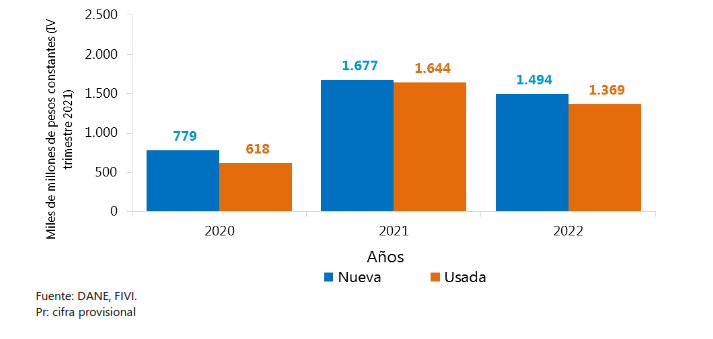 Miles de millones de pesos constantes (IV
trimestre 2021)
2.500
2.000
1.500
1.000
500
0
779
618
1.677
1.644
1.494
1.369
2020
2021
2022
Años
Nueva
Usada
Fuente: DANE, FIVI.
Pr: cifra provisional